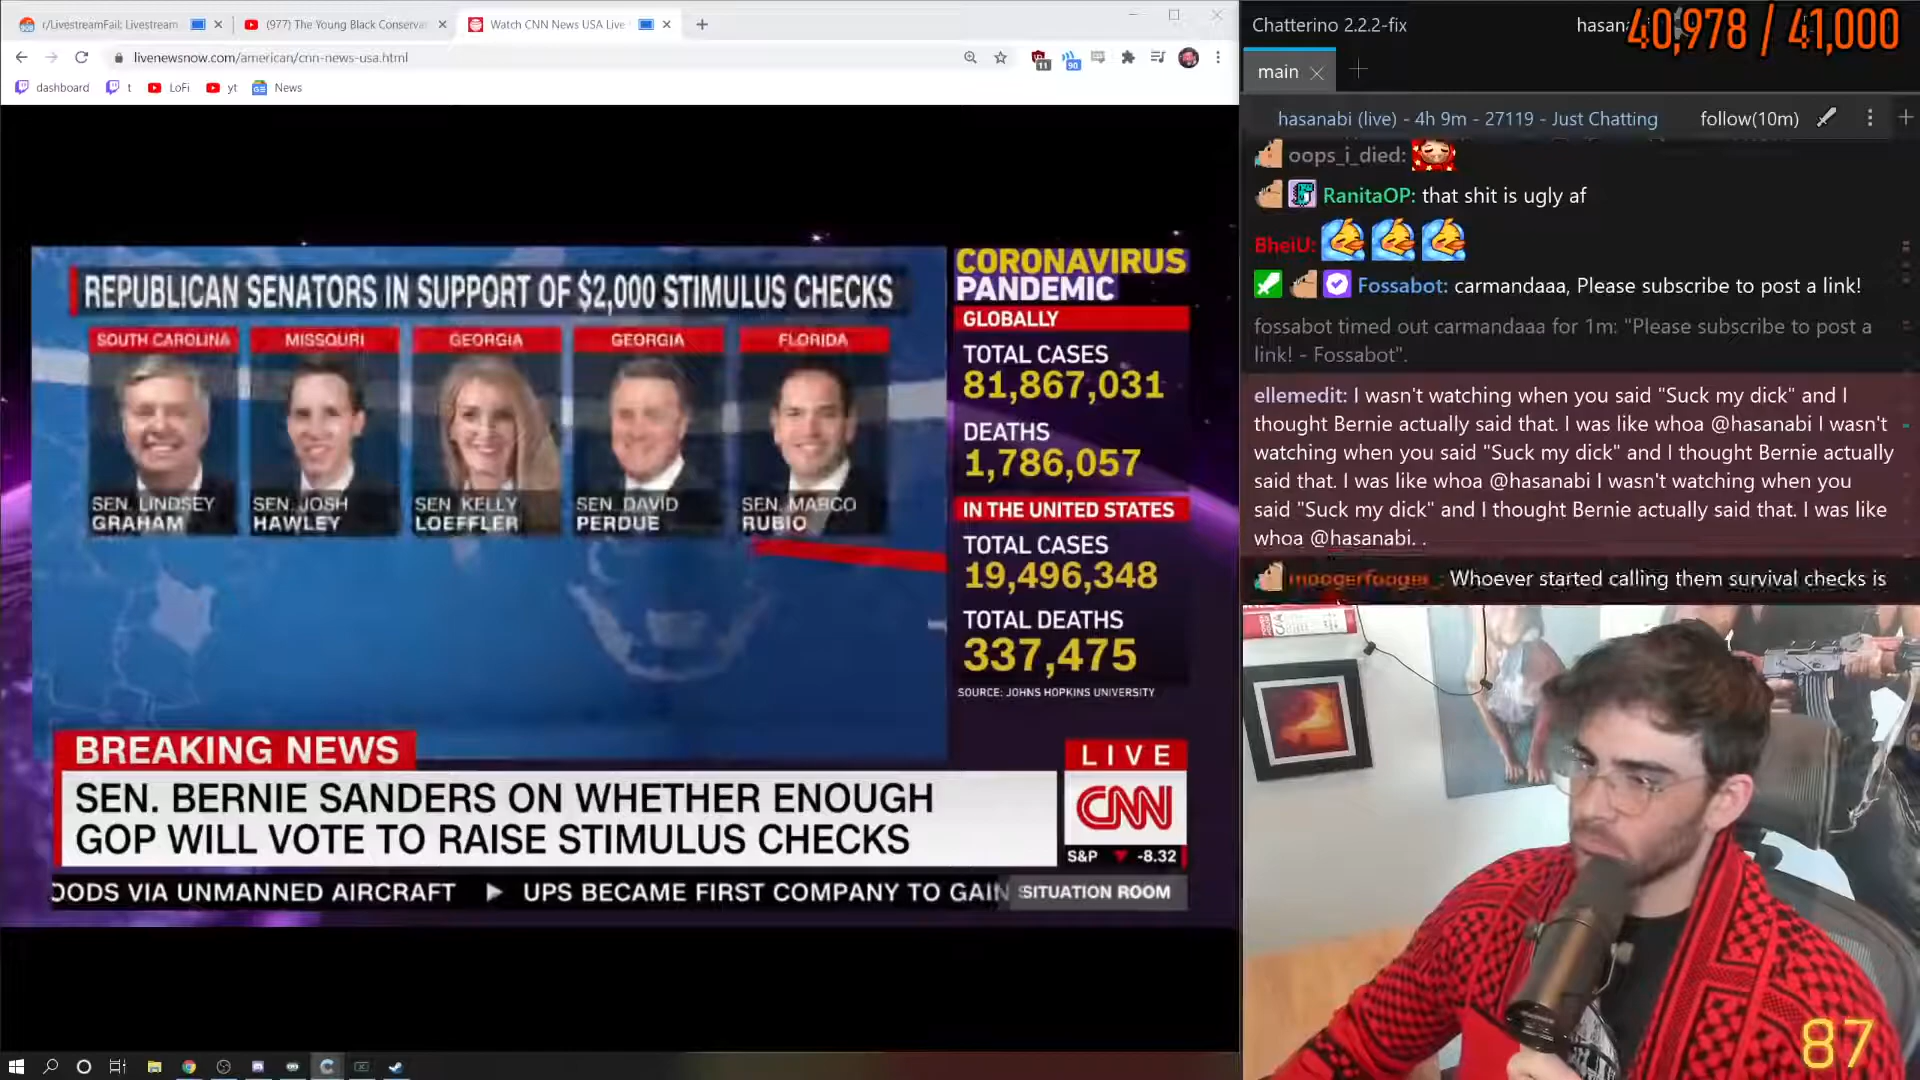 r/LivestreamFail: Livestream
(977) The Young Black Conserva
Watch CNN News USA Live
livenewsnow.com/american/cnn-news-usa.html
11
90
dashboard
t
LoFi
yt
News
REPUBLICAN SENATORS IN SUPPORT OF $2,000 STIMULUS CHECKS
SOUTH CAROLINA
MISSOURI
GEORGIA
GEORGIA
FLORIDA
SEN. LINDSEY
GRAHAM
SEN. JOSH
HAWLEY
SEN. KELLY
LOEFFLER
SEN. DAVID
PERDUE
SEN. MARCO
RUBIO
CORONAVIRUS
PANDEMIC
GLOBALLY
TOTAL CASES
81,867,031
DEATHS
1,786,057
IN THE UNITED STATES
TOTAL CASES
19,496,348
TOTAL DEATHS
337,475
SOURCE: JOHNS HOPKINS UNIVERSITY
BREAKING NEWS
SEN. BERNIE SANDERS ON WHETHER ENOUGH
GOP WILL VOTE TO RAISE STIMULUS CHECKS
LIVE
CNN
S&P ▼ -8.32
OODS VIA UNMANNED AIRCRAFT ▶ UPS BECAME FIRST COMPANY TO GAIN
SITUATION ROOM
Chatterino 2.2.2-fix
40,978 / 41,000
main
hasanabi (live) - 4h 9m - 27119 - Just Chatting
follow(10m)
oops_i_died:
RanitaOP: that shit is ugly af
BheiU:
Fossabot: carmandaaa, Please subscribe to post a link!
fossabot timed out carmandaaa for 1m: "Please subscribe to post a
link! - Fossabot".
ellemedit: I wasn't watching when you said "Suck my dick" and I
thought Bernie actually said that. I was like whoa @hasanabi I wasn't
watching when you said "Suck my dick" and I thought Bernie actually
said that. I was like whoa @hasanabi I wasn't watching when you
said "Suck my dick" and I thought Bernie actually said that. I was like
whoa @hasanabi. .
Whoever started calling them survival checks is
87